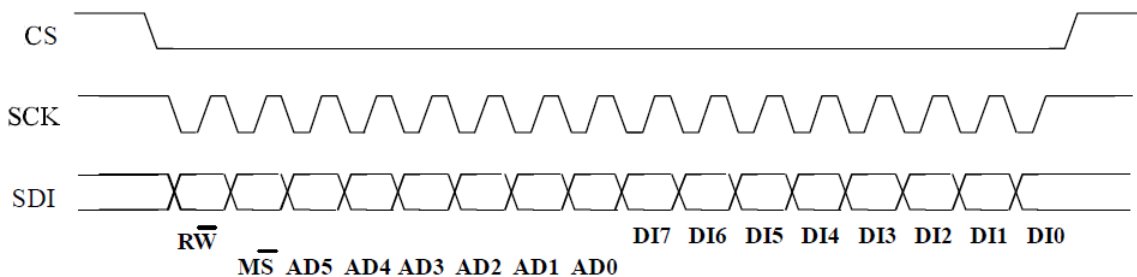 CS
SCK
SDI
RW̅ DI7 DI6 DI5 DI4 DI3 DI2 DI1 DI0
MS̅ AD5 AD4 AD3 AD2 AD1 AD0